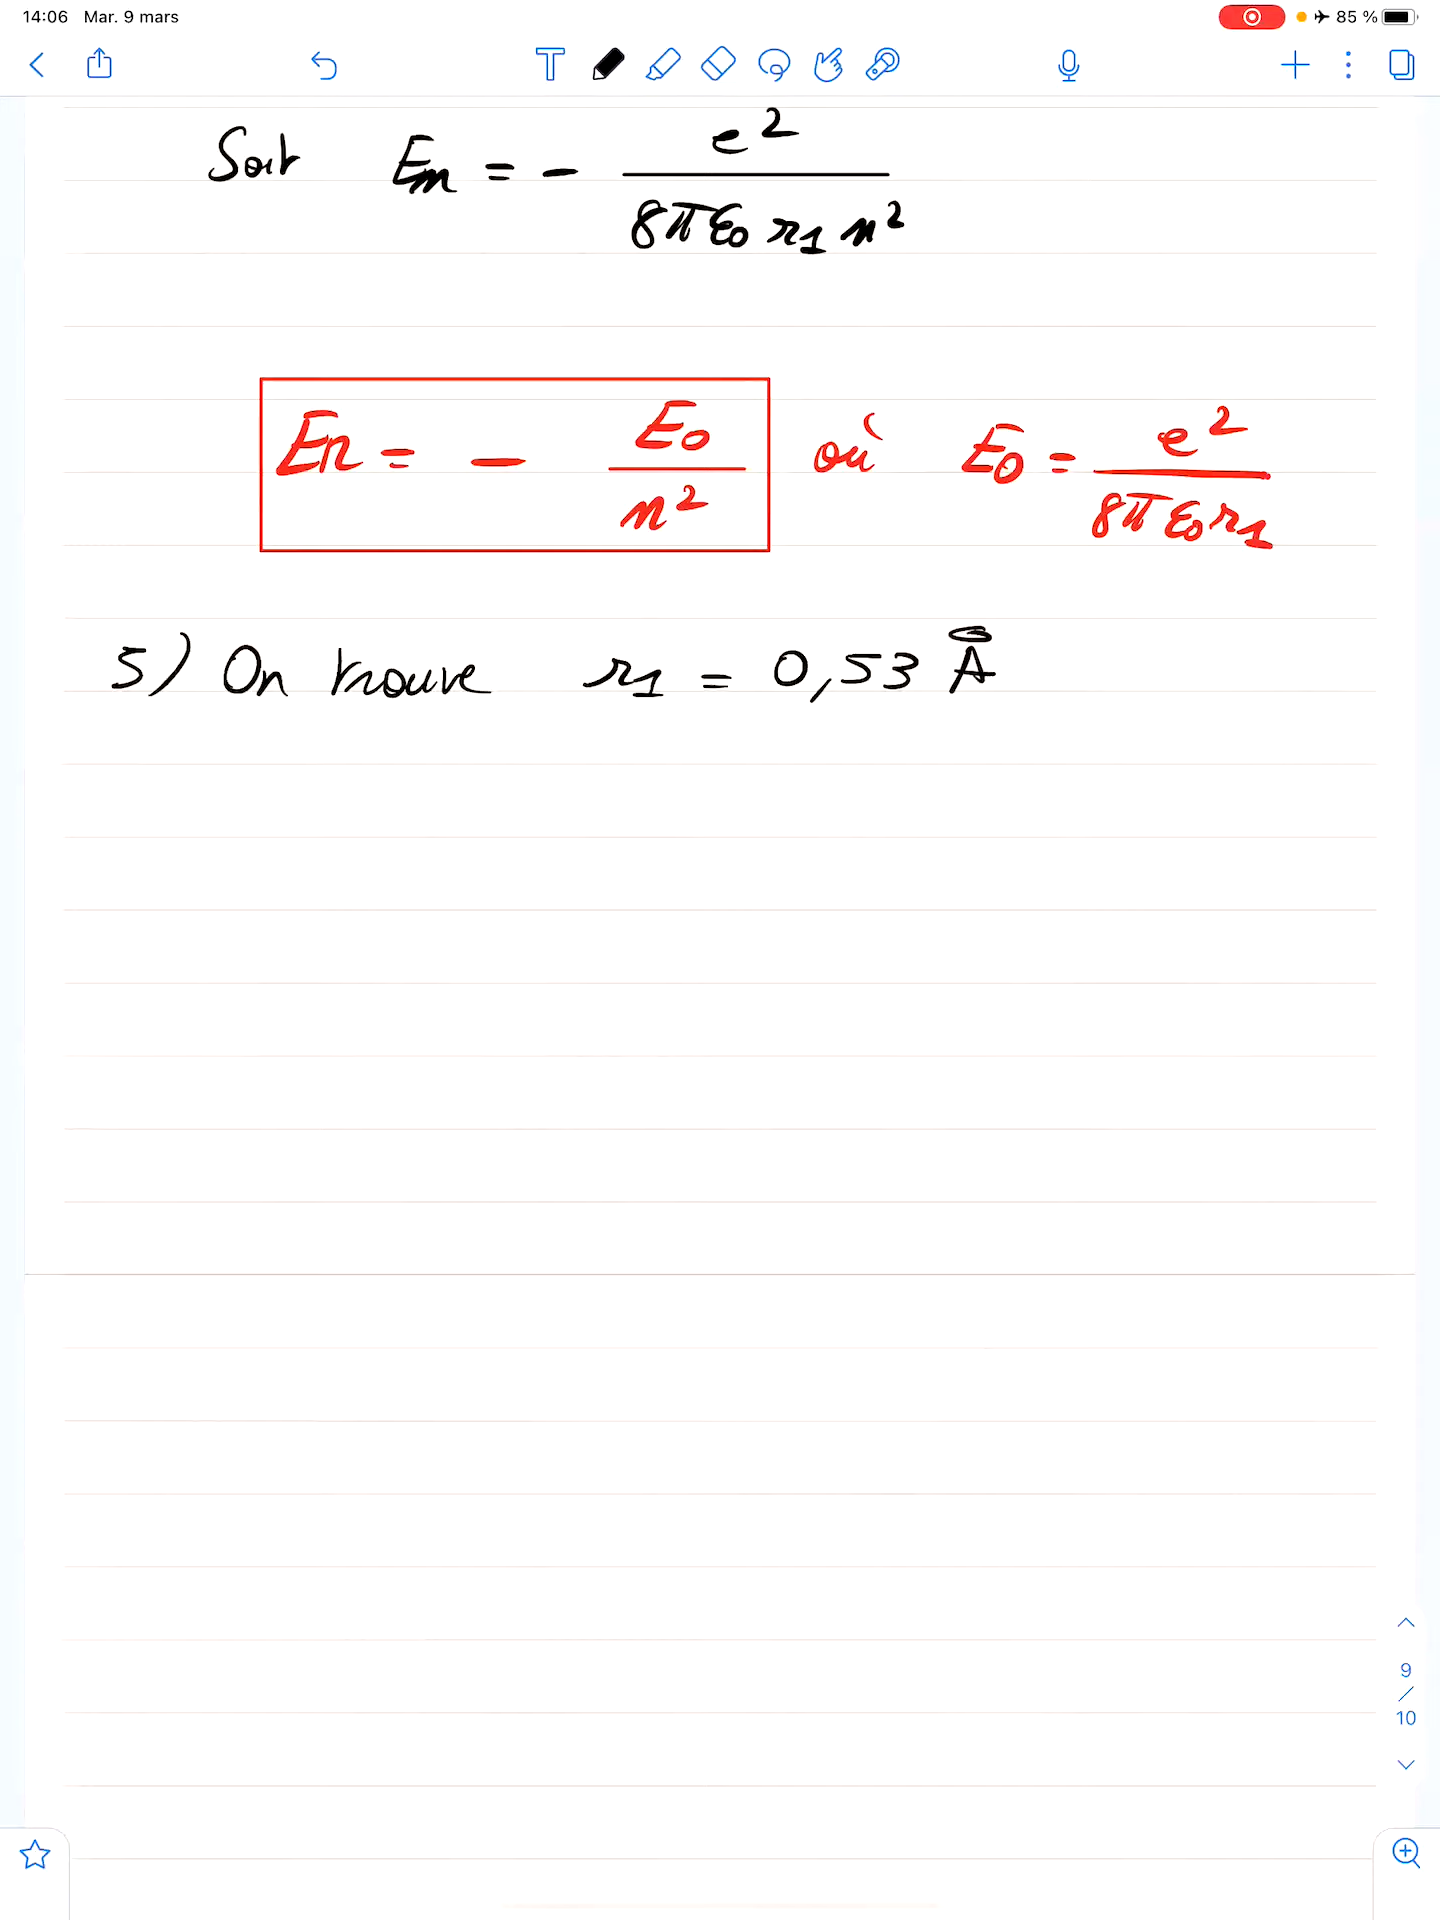 14:06 Mar. 9 mars 85 %
T
Soit Em = - e² / 8πε₀ r₁ n²
En = - E₀ / n² où E₀ = e² / 8πε₀ r₁
5) On trouve r₁ = 0,53 Å
9
/
10